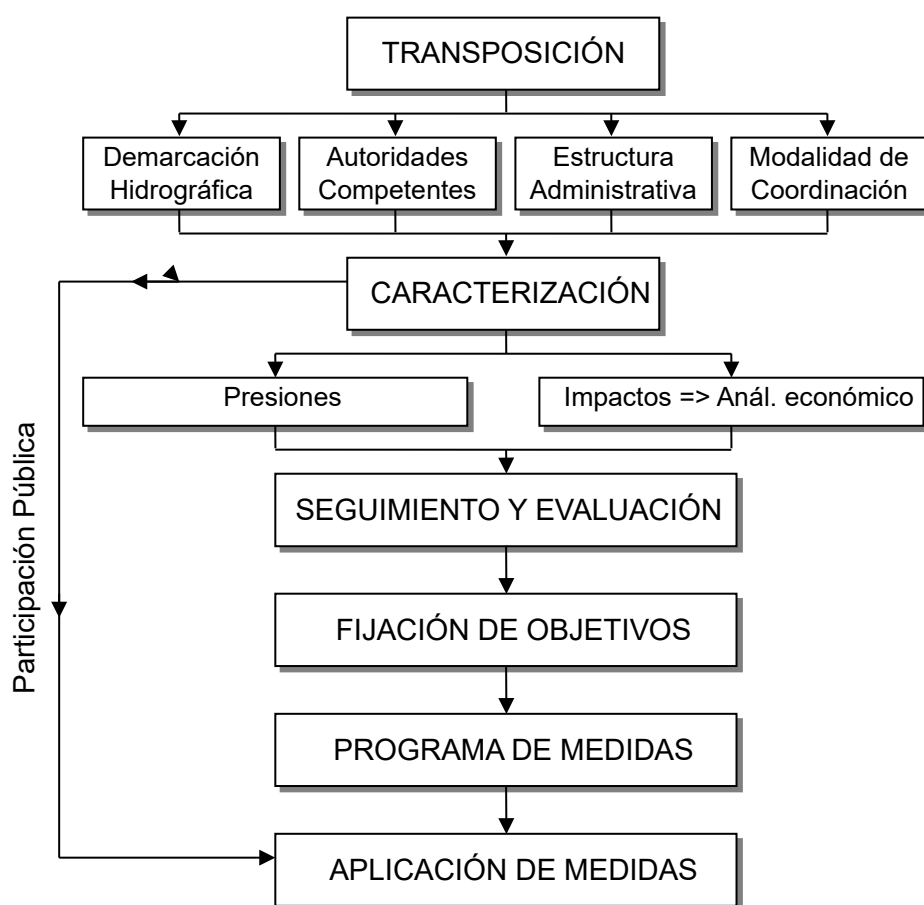 TRANSPOSICIÓN
Demarcación
Hidrográfica
Autoridades
Competentes
Estructura
Administrativa
Modalidad de
Coordinación
CARACTERIZACIÓN
Presiones
Impactos => Anál. económico
Participación Pública
SEGUIMIENTO Y EVALUACIÓN
FIJACIÓN DE OBJETIVOS
PROGRAMA DE MEDIDAS
APLICACIÓN DE MEDIDAS